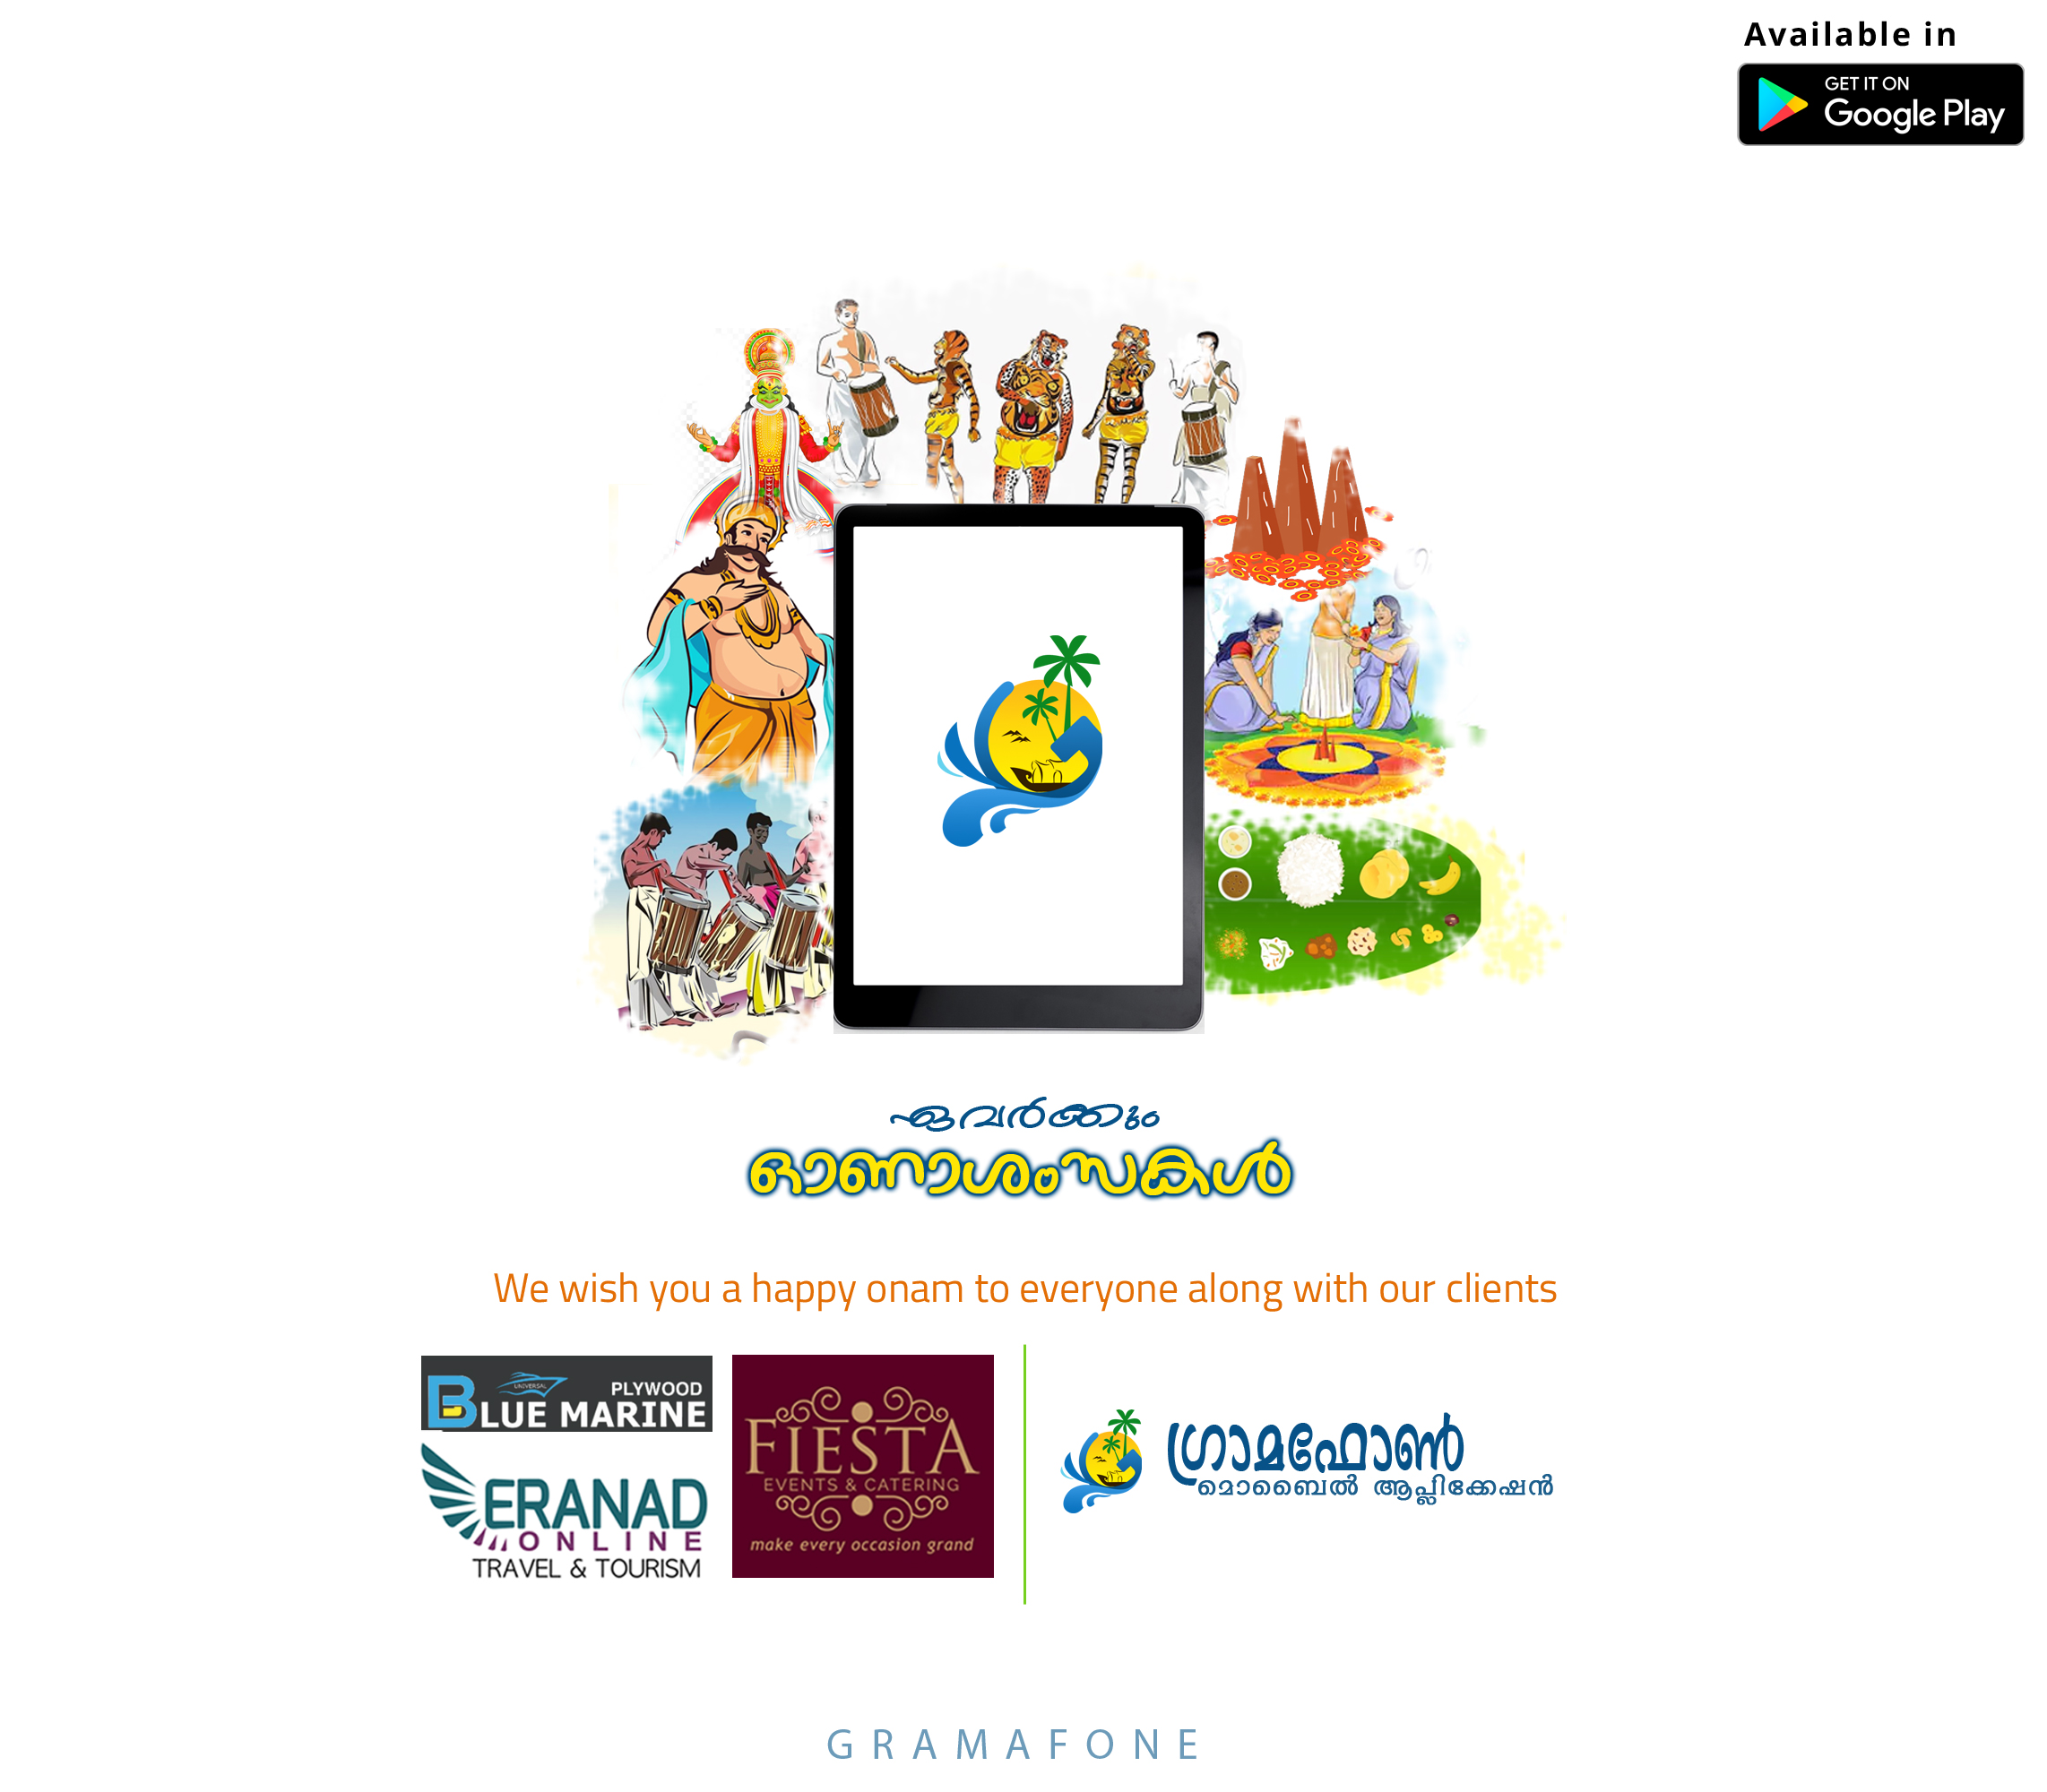 Available in
GET IT ON
Google Play
ഏവർക്കും
ഓണാശംസകൾ
We wish you a happy onam to everyone along with our clients
UNIVERSAL
PLYWOOD
BLUE MARINE
ERANAD
ONLINE
TRAVEL & TOURISM
FIESTA
EVENTS & CATERING
make every occasion grand
ഗ്രാമഫോൺ
മൊബൈൽ ആപ്ലിക്കേഷൻ
GRAMAFONE